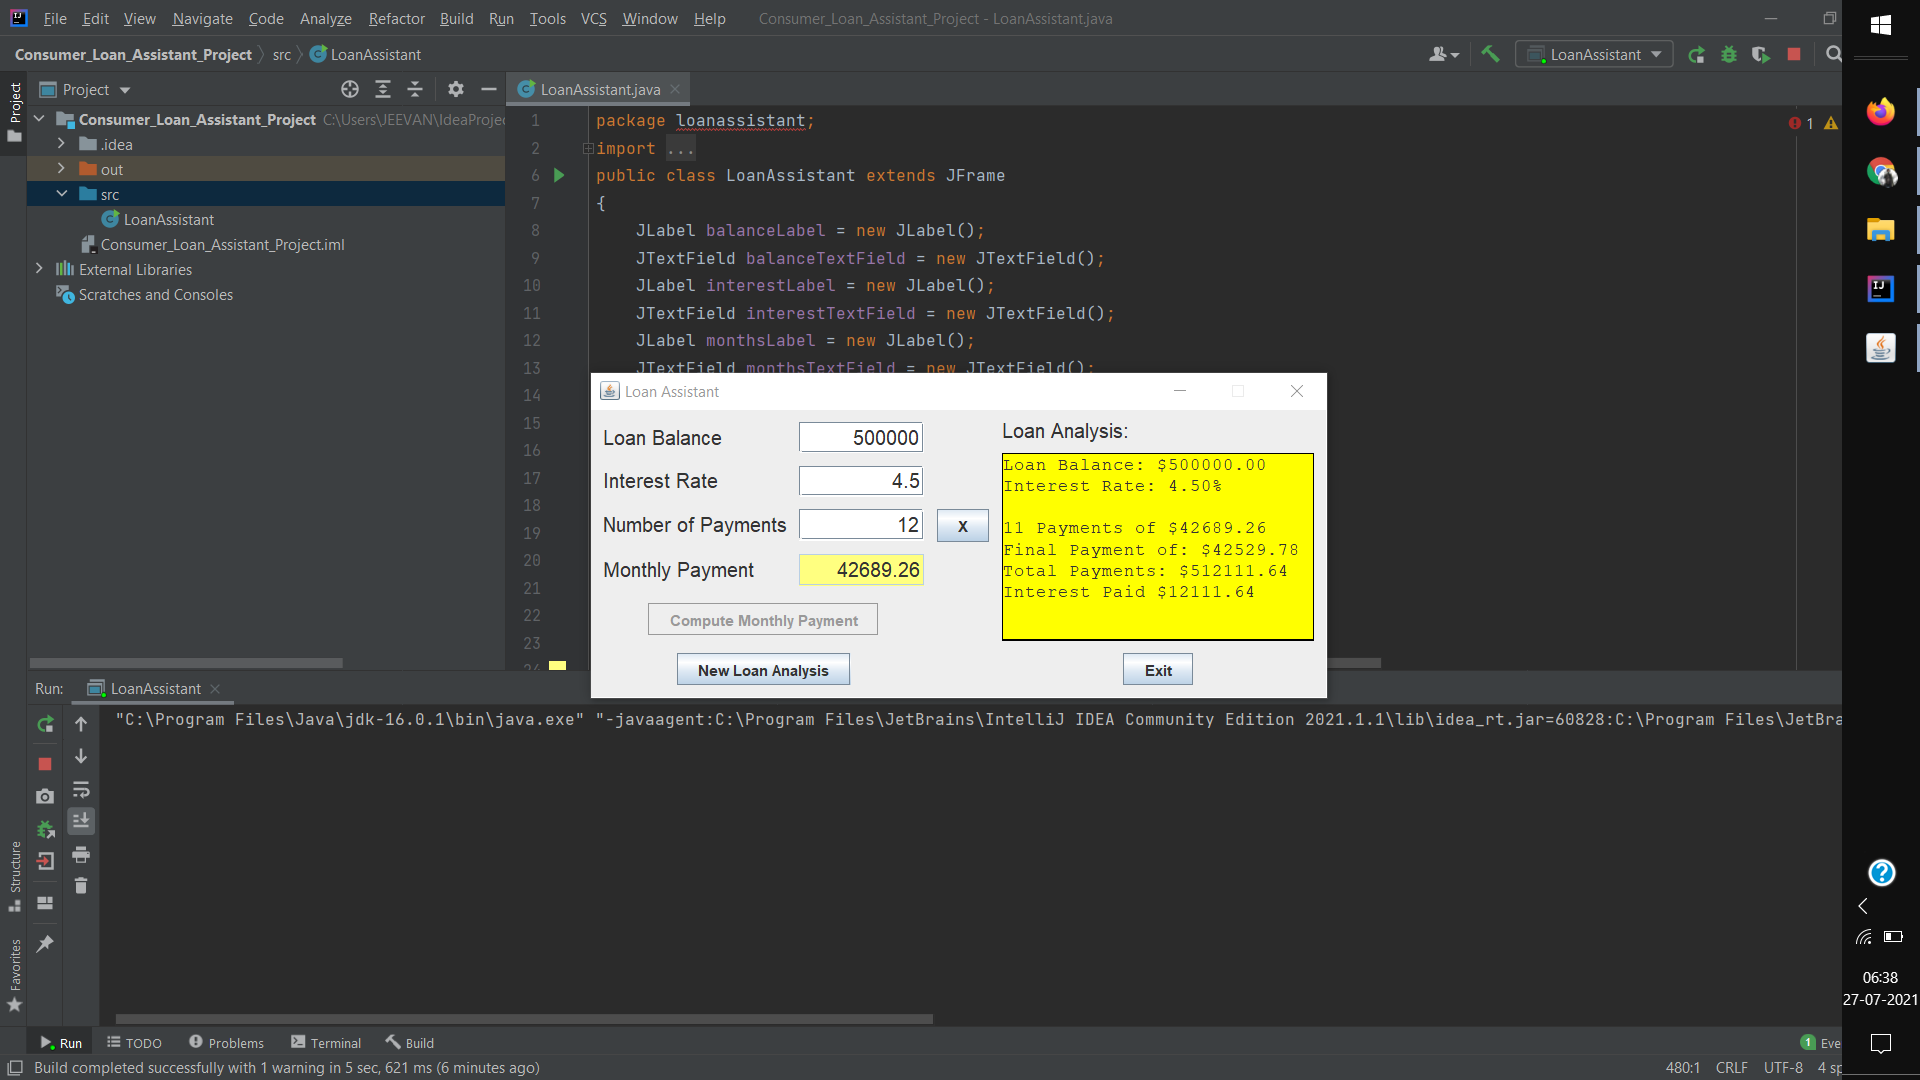 File Edit View Navigate Code Analyze Refactor Build Run Tools VCS Window Help Consumer_Loan_Assistant_Project - LoanAssistant.java
Consumer_Loan_Assistant_Project src LoanAssistant LoanAssistant
Project
Project
LoanAssistant.java
Consumer_Loan_Assistant_Project C:\Users\JEEVAN\IdeaProjec
.idea
out
src
LoanAssistant
Consumer_Loan_Assistant_Project.iml
External Libraries
Scratches and Consoles
1 package loanassistant;
2 import ...
6 public class LoanAssistant extends JFrame
7 {
8 JLabel balanceLabel = new JLabel();
9 JTextField balanceTextField = new JTextField();
10 JLabel interestLabel = new JLabel();
11 JTextField interestTextField = new JTextField();
12 JLabel monthsLabel = new JLabel();
13 JTextField monthsTextField = new JTextField();
14
15
16
17
18
19
20
21
22
23
24
1
Loan Assistant
Loan Balance 500000
Interest Rate 4.5
Number of Payments 12 X
Monthly Payment 42689.26
Compute Monthly Payment
New Loan Analysis
Loan Analysis:
Loan Balance: $500000.00
Interest Rate: 4.50%
11 Payments of $42689.26
Final Payment of: $42529.78
Total Payments: $512111.64
Interest Paid $12111.64
Exit
Run: LoanAssistant
"C:\Program Files\Java\jdk-16.0.1\bin\java.exe" "-javaagent:C:\Program Files\JetBrains\IntelliJ IDEA Community Edition 2021.1.1\lib\idea_rt.jar=60828:C:\Program Files\JetBra
Structure
Favorites
Run TODO Problems Terminal Build 1 Eve
Build completed successfully with 1 warning in 5 sec, 621 ms (6 minutes ago) 480:1 CRLF UTF-8 4 sp
IJ
06:38
27-07-2021